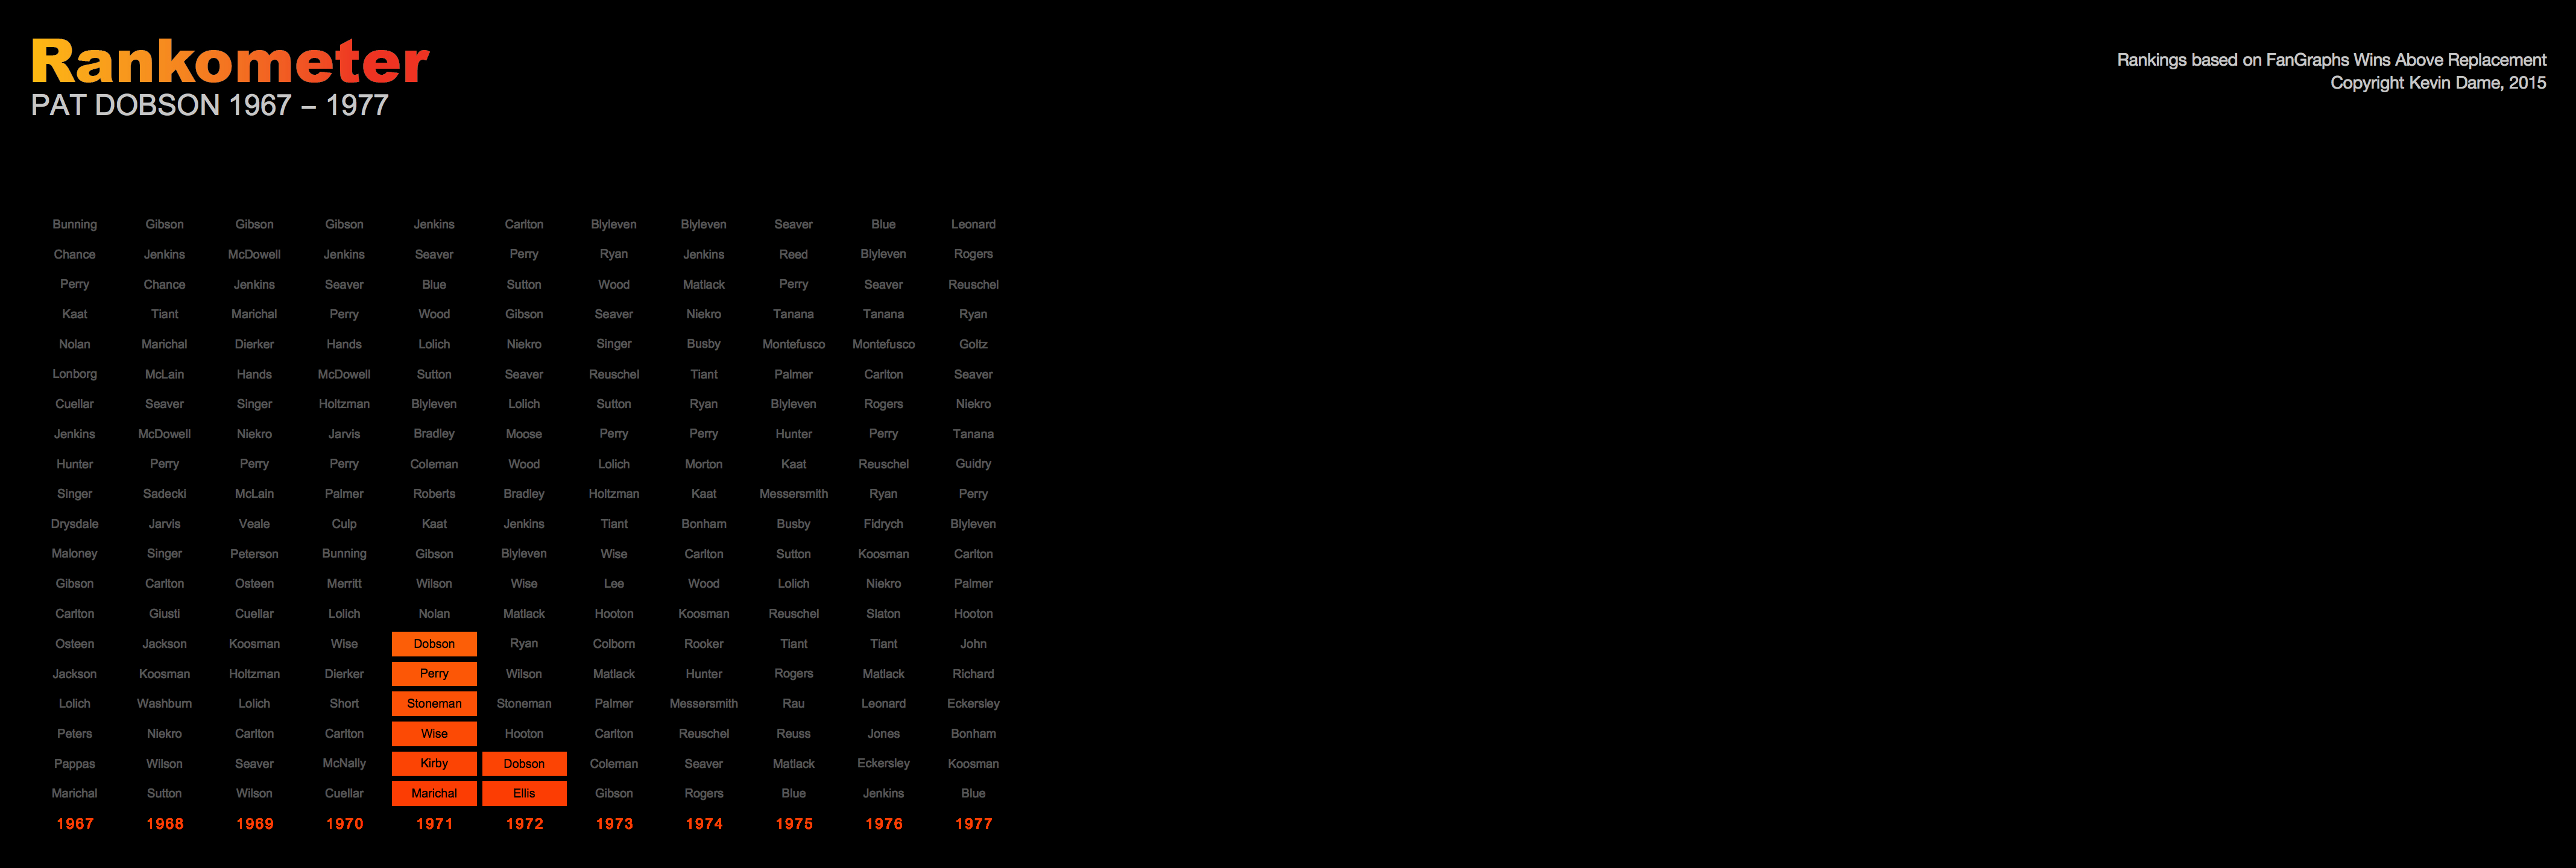 Rankometer
PAT DOBSON 1967 – 1977
Rankings based on FanGraphs Wins Above Replacement
Copyright Kevin Dame, 2015
Bunning Gibson Gibson Gibson Jenkins Carlton Blyleven Blyleven Seaver Blue Leonard
Chance Jenkins McDowell Jenkins Seaver Perry Ryan Jenkins Reed Blyleven Rogers
Perry Chance Jenkins Seaver Blue Sutton Wood Matlack Perry Seaver Reuschel
Kaat Tiant Marichal Perry Wood Gibson Seaver Niekro Tanana Tanana Ryan
Nolan Marichal Dierker Hands Lolich Niekro Singer Busby Montefusco Montefusco Goltz
Lonborg McLain Hands McDowell Sutton Seaver Reuschel Tiant Palmer Carlton Seaver
Cuellar Seaver Singer Holtzman Blyleven Lolich Sutton Ryan Blyleven Rogers Niekro
Jenkins McDowell Niekro Jarvis Bradley Moose Perry Perry Hunter Perry Tanana
Hunter Perry Perry Perry Coleman Wood Lolich Morton Kaat Reuschel Guidry
Singer Sadecki McLain Palmer Roberts Bradley Holtzman Kaat Messersmith Ryan Perry
Drysdale Jarvis Veale Culp Kaat Jenkins Tiant Bonham Busby Fidrych Blyleven
Maloney Singer Peterson Bunning Gibson Blyleven Wise Carlton Sutton Koosman Carlton
Gibson Carlton Osteen Merritt Wilson Wise Lee Wood Lolich Niekro Palmer
Carlton Giusti Cuellar Lolich Nolan Matlack Hooton Koosman Reuschel Slaton Hooton
Osteen Jackson Koosman Wise Dobson Ryan Colborn Rooker Tiant Tiant John
Jackson Koosman Holtzman Dierker Perry Wilson Matlack Hunter Rogers Matlack Richard
Lolich Washburn Lolich Short Stoneman Stoneman Palmer Messersmith Rau Leonard Eckersley
Peters Niekro Carlton Carlton Wise Hooton Carlton Reuschel Reuss Jones Bonham
Pappas Wilson Seaver McNally Kirby Dobson Coleman Seaver Matlack Eckersley Koosman
Marichal Sutton Wilson Cuellar Marichal Ellis Gibson Rogers Blue Jenkins Blue
1967 1968 1969 1970 1971 1972 1973 1974 1975 1976 1977